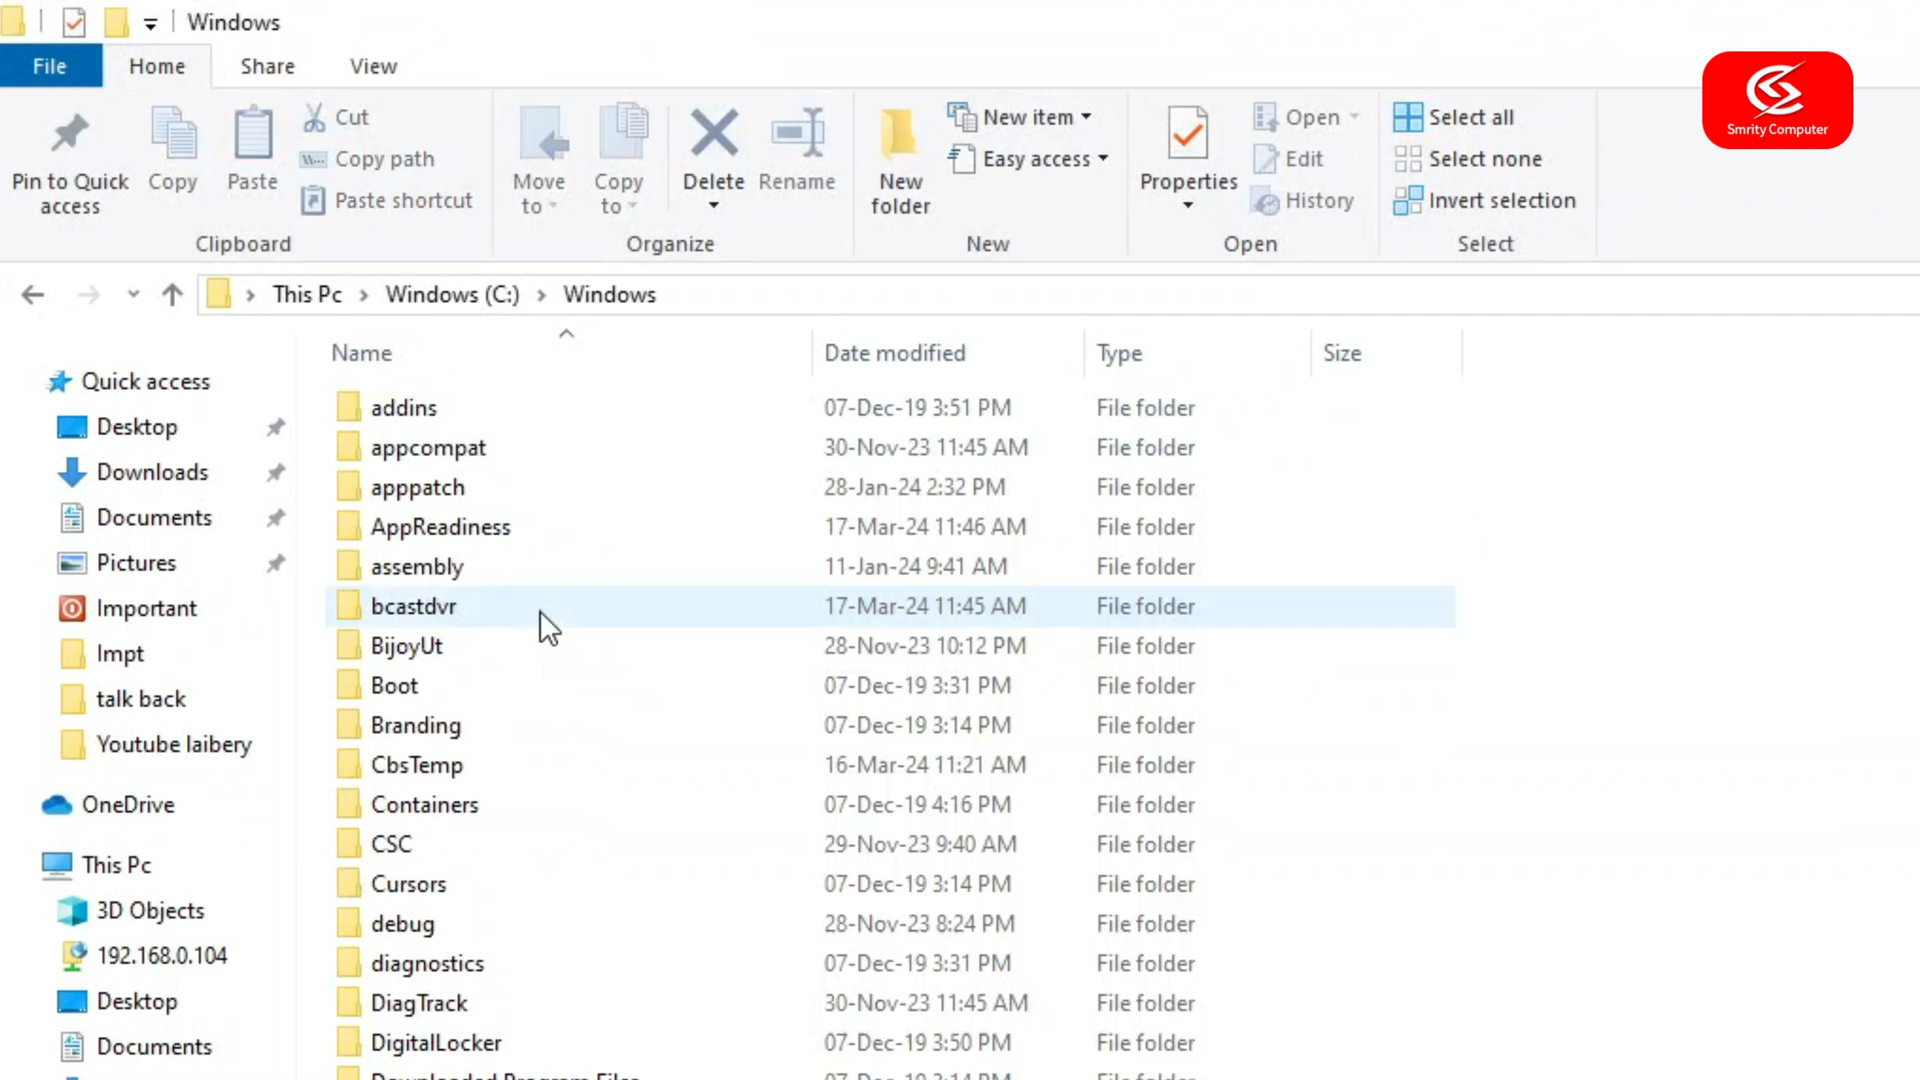 Windows
File Home Share View
Smrity Computer
Pin to Quick access
Copy
Paste
Cut
Copy path
Paste shortcut
Clipboard
Move to
Copy to
Delete
Rename
Organize
New folder
New item
Easy access
New
Properties
Open
Edit
History
Open
Select all
Select none
Invert selection
Select
This Pc > Windows (C:) > Windows
Quick access
Desktop
Downloads
Documents
Pictures
Important
Impt
talk back
Youtube laibery
OneDrive
This Pc
3D Objects
192.168.0.104
Desktop
Documents
Name Date modified Type Size
addins 07-Dec-19 3:51 PM File folder
appcompat 30-Nov-23 11:45 AM File folder
apppatch 28-Jan-24 2:32 PM File folder
AppReadiness 17-Mar-24 11:46 AM File folder
assembly 11-Jan-24 9:41 AM File folder
bcastdvr 17-Mar-24 11:45 AM File folder
BijoyUt 28-Nov-23 10:12 PM File folder
Boot 07-Dec-19 3:31 PM File folder
Branding 07-Dec-19 3:14 PM File folder
CbsTemp 16-Mar-24 11:21 AM File folder
Containers 07-Dec-19 4:16 PM File folder
CSC 29-Nov-23 9:40 AM File folder
Cursors 07-Dec-19 3:14 PM File folder
debug 28-Nov-23 8:24 PM File folder
diagnostics 07-Dec-19 3:31 PM File folder
DiagTrack 30-Nov-23 11:45 AM File folder
DigitalLocker 07-Dec-19 3:50 PM File folder
Downloaded Program Files 07-Dec-19 3:14 PM File folder